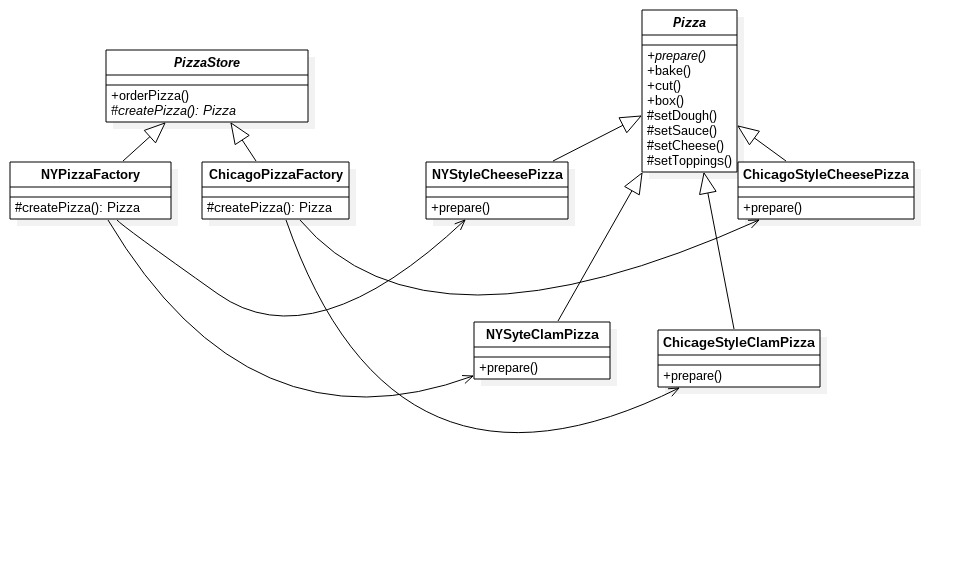 Pizza
+prepare()
+bake()
+cut()
+box()
#setDough()
#setSauce()
#setCheese()
#setToppings()
PizzaStore
+orderPizza()
#createPizza(): Pizza
NYPizzaFactory
#createPizza(): Pizza
ChicagoPizzaFactory
#createPizza(): Pizza
NYStyleCheesePizza
+prepare()
ChicagoStyleCheesePizza
+prepare()
NYSyteClamPizza
+prepare()
ChicageStyleClamPizza
+prepare()